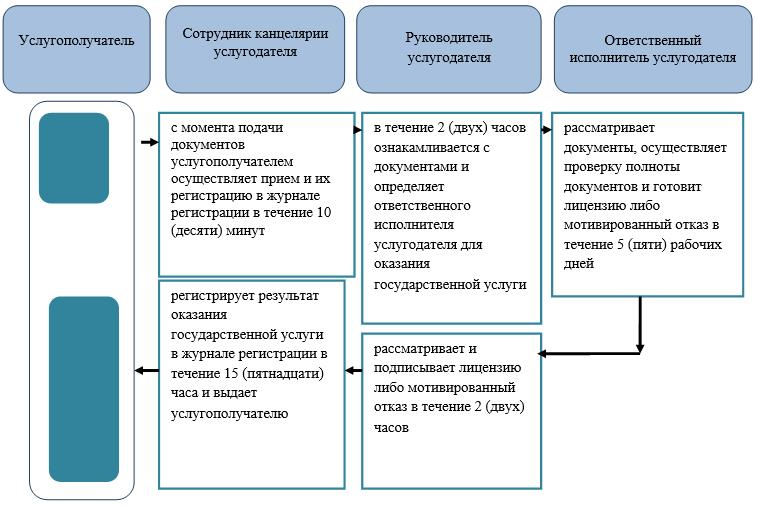 Услугополучатель
Сотрудник канцелярии
услугодателя
Руководитель
услугодателя
Ответственный
исполнитель услугодателя
с момента подачи
документов
услугополучателем
осуществляет прием и их
регистрацию в журнале
регистрации в течение 10
(десяти) минут
в течение 2 (двух) часов
ознакамливается с
документами и
определяет
ответственного
исполнителя
услугодателя для
оказания
государственной услуги
рассматривает
документы, осуществляет
проверку полноты
документов и готовит
лицензию либо
мотивированный отказ в
течение 5 (пяти) рабочих
дней
регистрирует результат
оказания
государственной услуги
в журнале регистрации в
течение 15 (пятнадцати)
часа и выдает
услугополучателю
рассматривает и
подписывает лицензию
либо мотивированный
отказ в течение 2 (двух)
часов